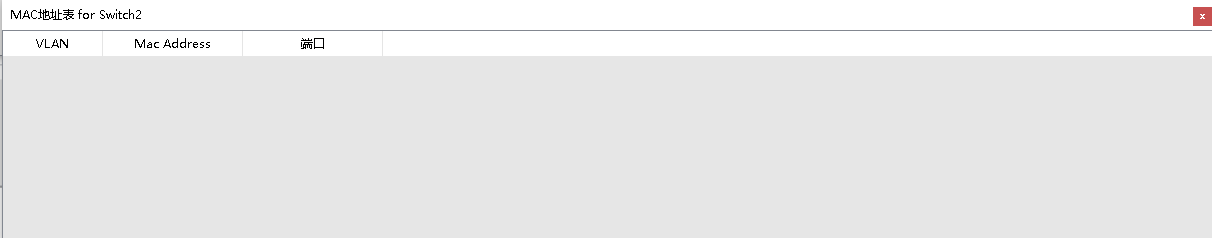 MAC地址表 for Switch2
x
VLAN Mac Address 端口